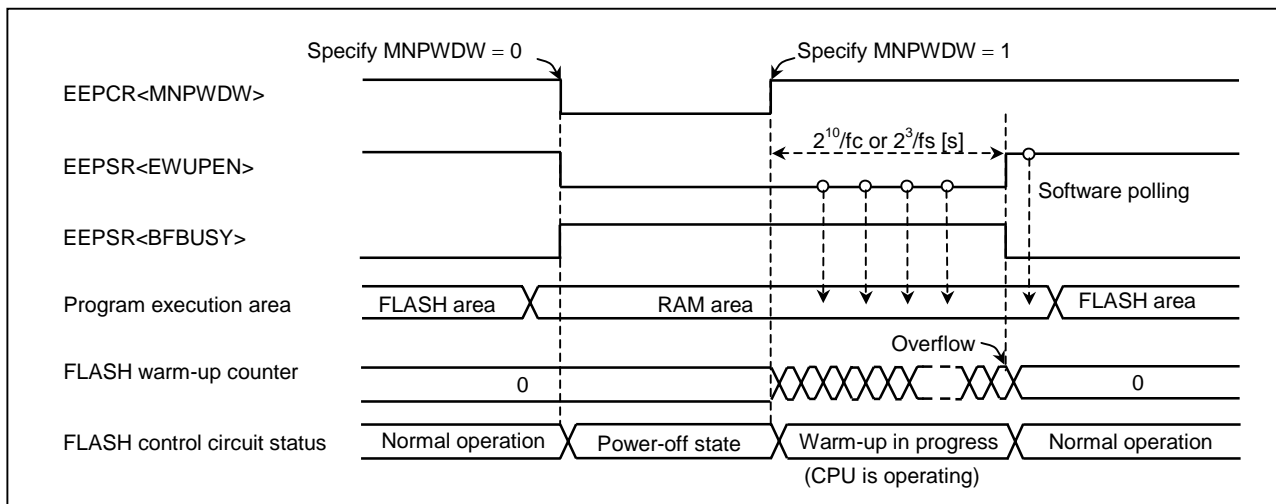 Specify MNPWDW = 0
Specify MNPWDW = 1
EEPCR<MNPWDW>
2^10/fc or 2^3/fs [s]
EEPSR<EWUPEN>
Software polling
EEPSR<BFBUSY>
Program execution area
FLASH area
RAM area
FLASH area
Overflow
FLASH warm-up counter
0
0
FLASH control circuit status
Normal operation
Power-off state
Warm-up in progress
Normal operation
(CPU is operating)